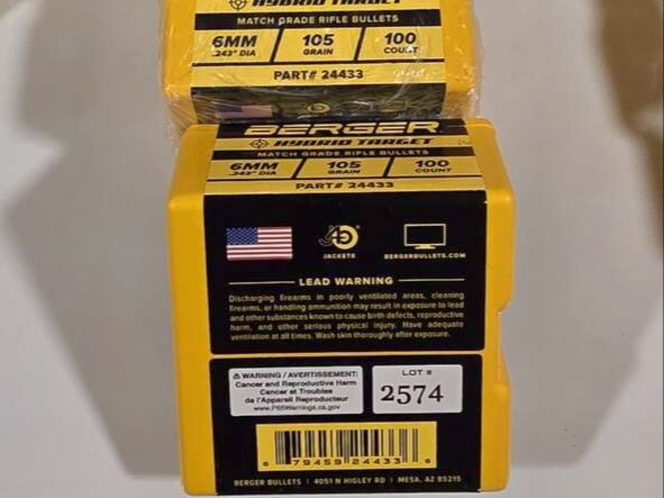 HYBRID TARGET
MATCH GRADE RIFLE BULLETS
6MM 105 100
.243" DIA GRAIN COUNT
PART# 24433
BERGER
HYBRID TARGET
MATCH GRADE RIFLE BULLETS
6MM 105 100
.243" DIA GRAIN COUNT
PART# 24433
JACKETS BERGERBULLETS.COM
LEAD WARNING
Discharging firearms in poorly ventilated areas, cleaning
firearms, or handling ammunition may result in exposure to lead
and other substances known to cause birth defects, reproductive
harm, and other serious physical injury. Have adequate
ventilation at all times. Wash skin thoroughly after exposure.
WARNING / AVERTISSEMENT:
Cancer and Reproductive Harm
Cancer et Troubles
de l'Appareil Reproducteur
www.P65Warnings.ca.gov
LOT #
2574
6 79459 24433 6
BERGER BULLETS | 4051 N HIGLEY RD | MESA, AZ 85215